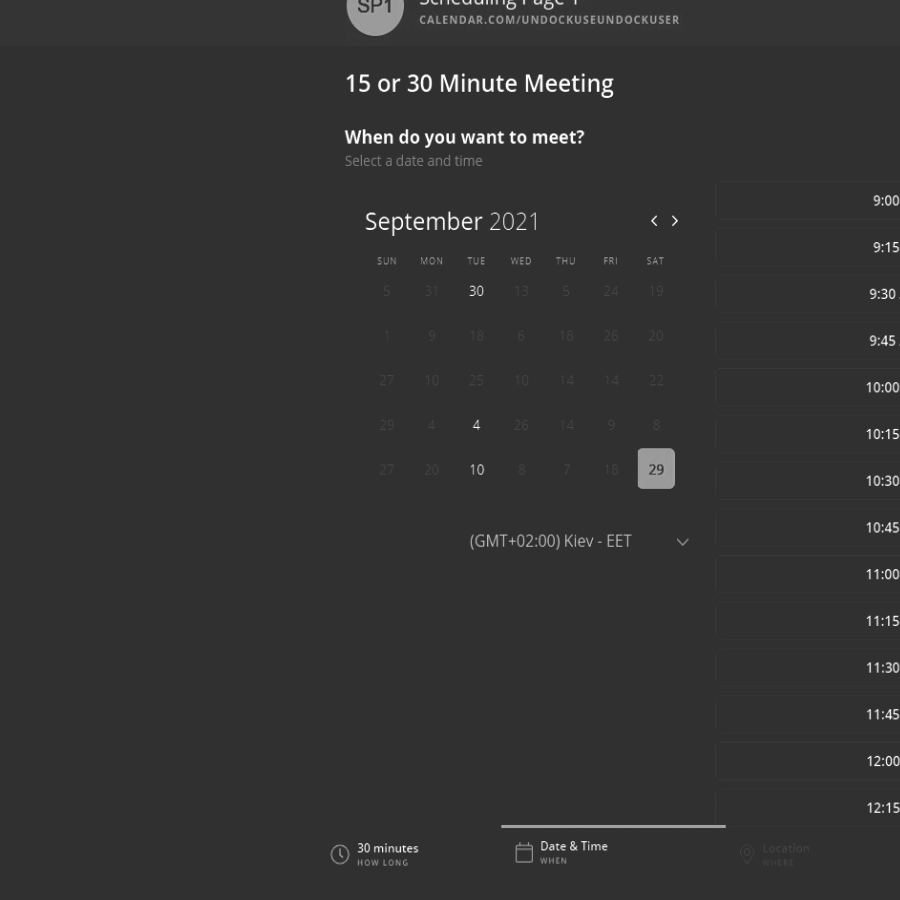 SP1
Scheduling Page 1
CALENDAR.COM/UNDOCKUSEUNDOCKUSER
15 or 30 Minute Meeting
When do you want to meet?
Select a date and time
September 2021
SUN MON TUE WED THU FRI SAT
5 31 30 13 5 24 19
1 9 18 6 18 26 20
27 10 25 10 14 14 22
29 4 4 26 14 9 8
27 20 10 8 7 18 29
(GMT+02:00) Kiev - EET
9:00
9:15
9:30
9:45
10:00
10:15
10:30
10:45
11:00
11:15
11:30
11:45
12:00
12:15
30 minutes
HOW LONG
Date & Time
WHEN
Location
WHERE